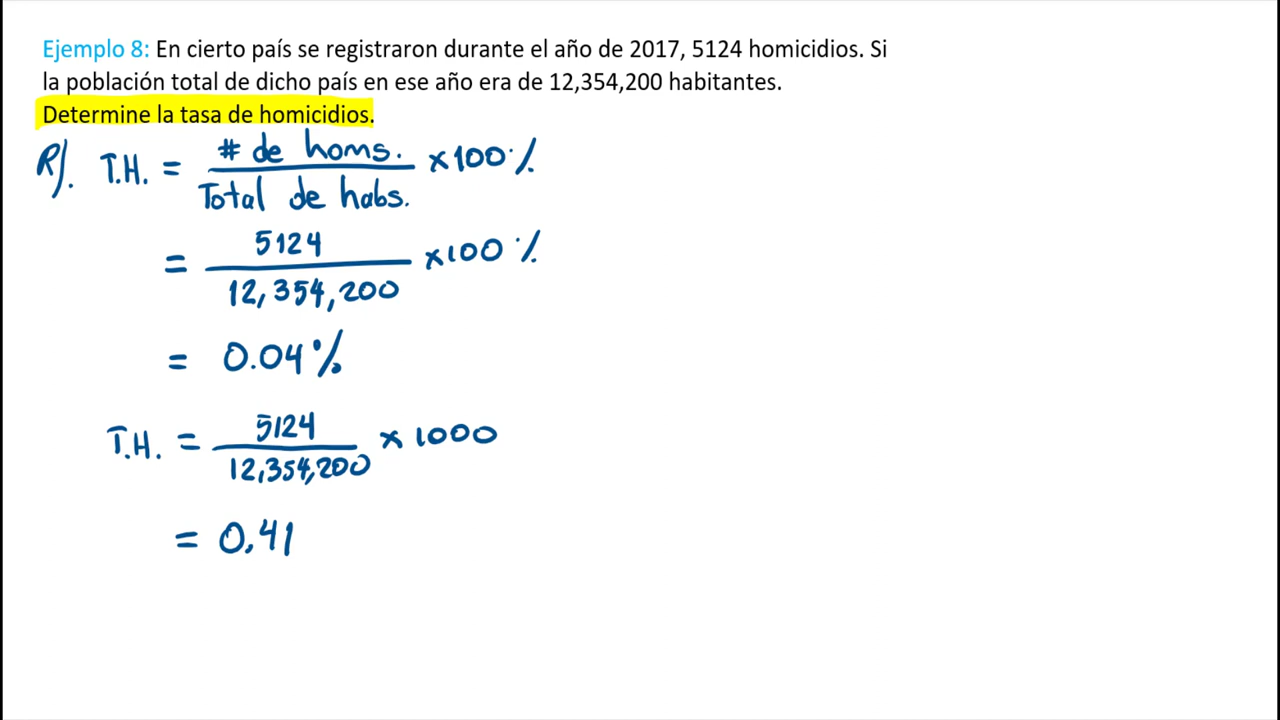 Ejemplo 8: En cierto país se registraron durante el año de 2017, 5124 homicidios. Si
la población total de dicho país en ese año era de 12,354,200 habitantes.
Determine la tasa de homicidios.
R/. T.H. = # de homs. / Total de habs. x100%
= 5124 / 12,354,200 x100%
= 0.04%
T.H. = 5124 / 12,354,200 x 1000
= 0.41